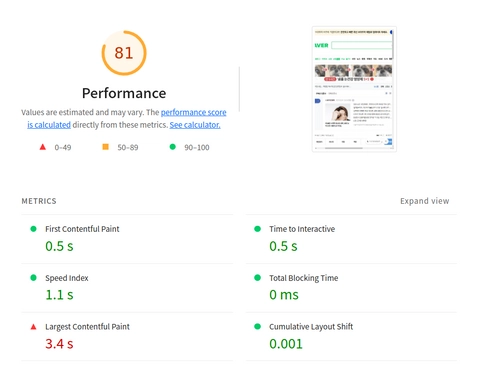 81
Performance
Values are estimated and may vary. The performance score
is calculated directly from these metrics. See calculator.
0–49
50–89
90–100
METRICS
Expand view
First Contentful Paint
0.5 s
Time to Interactive
0.5 s
Speed Index
1.1 s
Total Blocking Time
0 ms
Largest Contentful Paint
3.4 s
Cumulative Layout Shift
0.001